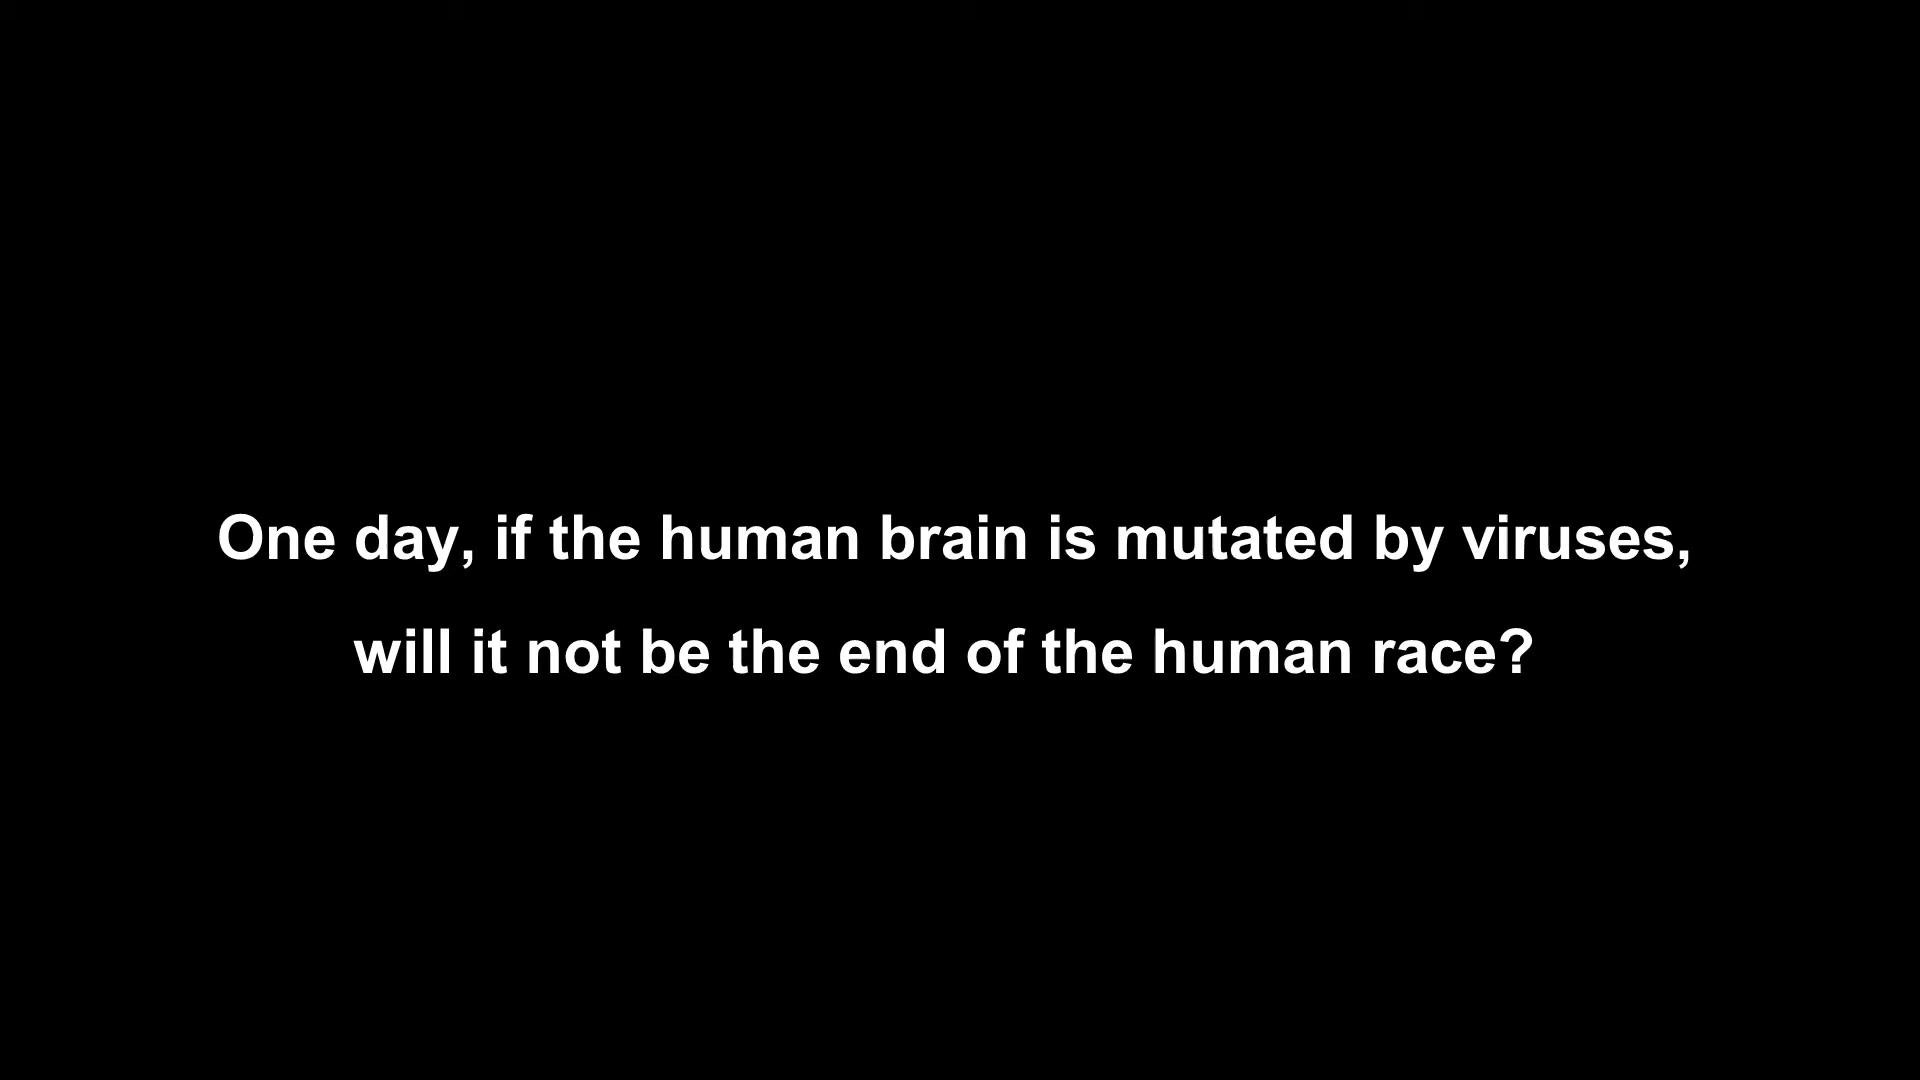 One day, if the human brain is mutated by viruses,
will it not be the end of the human race?